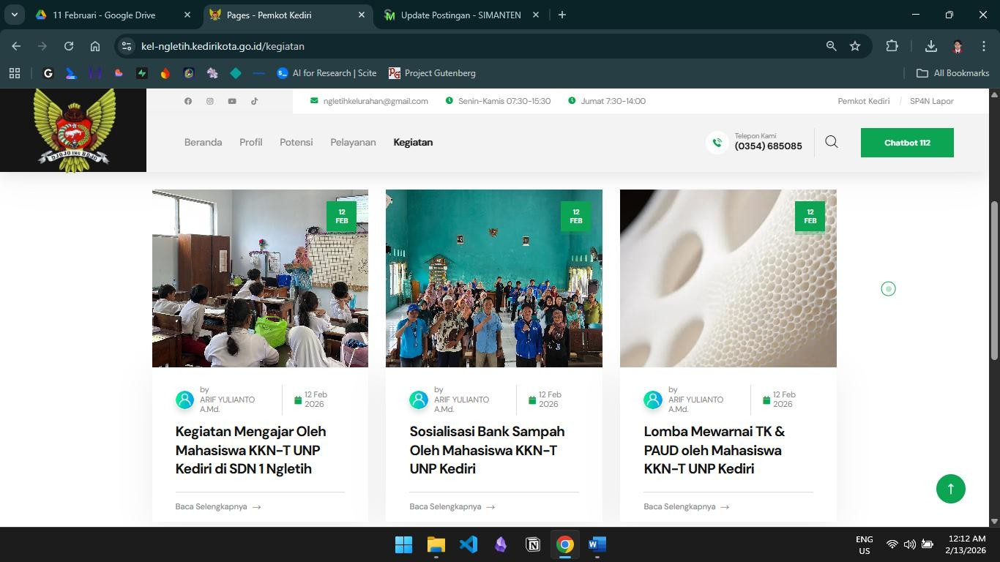 11 Februari - Google Drive
Pages - Pemkot Kediri
Update Postingan - SIMANTEN
kel-ngletih.kedirikota.go.id/kegiatan
AI for Research | Scite
Project Gutenberg
All Bookmarks
ngletihkelurahan@gmail.com
Senin-Kamis 07:30-15:30
Jumat 7:30-14:00
Pemkot Kediri / SP4N Lapor
DJOJO ING BOJO
Beranda
Profil
Potensi
Pelayanan
Kegiatan
Telepon Kami
(0354) 685085
Chatbot 112
12
FEB
12
FEB
12
FEB
by
ARIF YULIANTO
A.Md.
12 Feb
2026
Kegiatan Mengajar Oleh
Mahasiswa KKN-T UNP
Kediri di SDN 1 Ngletih
Baca Selengkapnya →
by
ARIF YULIANTO
A.Md.
12 Feb
2026
Sosialisasi Bank Sampah
Oleh Mahasiswa KKN-T
UNP Kediri
Baca Selengkapnya →
by
ARIF YULIANTO
A.Md.
12 Feb
2026
Lomba Mewarnai TK &
PAUD oleh Mahasiswa
KKN-T UNP Kediri
Baca Selengkapnya →
ENG
US
12:12 AM
2/13/2026